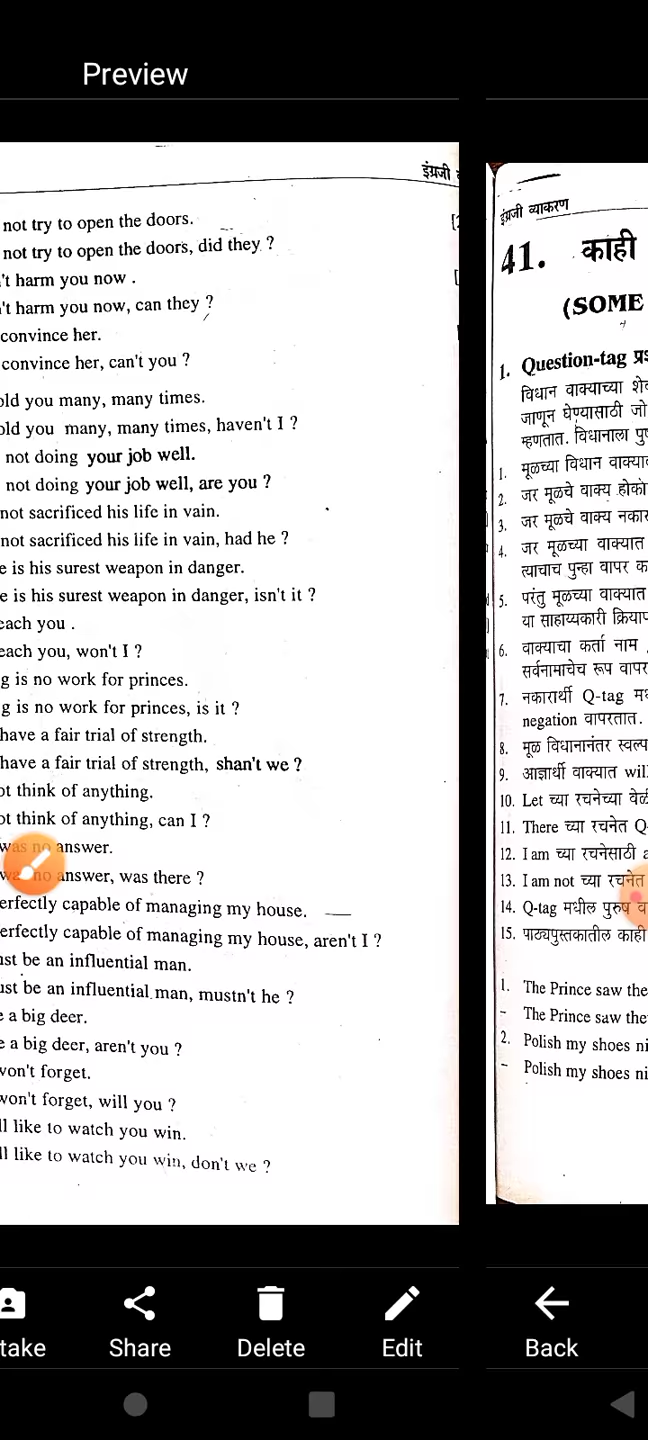 Preview
इंग्रजी
not try to open the doors.
not try to open the doors, did they ?
't harm you now .
't harm you now, can they ?
convince her.
convince her, can't you ?
old you many, many times.
old you many, many times, haven't I ?
not doing your job well.
not doing your job well, are you ?
not sacrificed his life in vain.
not sacrificed his life in vain, had he ?
e is his surest weapon in danger.
e is his surest weapon in danger, isn't it ?
each you .
each you, won't I ?
g is no work for princes.
g is no work for princes, is it ?
have a fair trial of strength.
have a fair trial of strength, shan't we ?
ot think of anything.
ot think of anything, can I ?
was no answer.
no answer, was there ?
erfectly capable of managing my house.
erfectly capable of managing my house, aren't I ?
ust be an influential man.
ust be an influential man, mustn't he ?
e a big deer.
e a big deer, aren't you ?
won't forget.
won't forget, will you ?
ll like to watch you win.
ll like to watch you win, don't we ?
take
Share
Delete
Edit
इंग्रजी व्याकरण
41. काही
(SOME
1. Question-tag प्रश
विधान वाक्याच्या शे
जाणून घेण्यासाठी जो
म्हणतात. विधानाला पु
1. मूळच्या विधान वाक्या
2. जर मूळचे वाक्य होको
3. जर मूळचे वाक्य नकार
4. जर मूळच्या वाक्यात
त्याचाच पुन्हा वापर क
5. परंतु मूळच्या वाक्यात
या साहाय्यकारी क्रियाप
6. वाक्याचा कर्ता नाम
सर्वनामाचेच रूप वापर
7. नकारार्थी Q-tag म
negation वापरतात.
8. मूळ विधानानंतर स्वल्प
9. आज्ञार्थी वाक्यात will
10. Let च्या रचनेच्या वेळी
11. There च्या रचनेत Q-
12. I am च्या रचनेसाठी a
13. I am not च्या रचनेत
14. Q-tag मधील पुरुष व
15. पाठ्यपुस्तकातील काही
1. The Prince saw the
- The Prince saw the
2. Polish my shoes ni
- Polish my shoes ni
Back